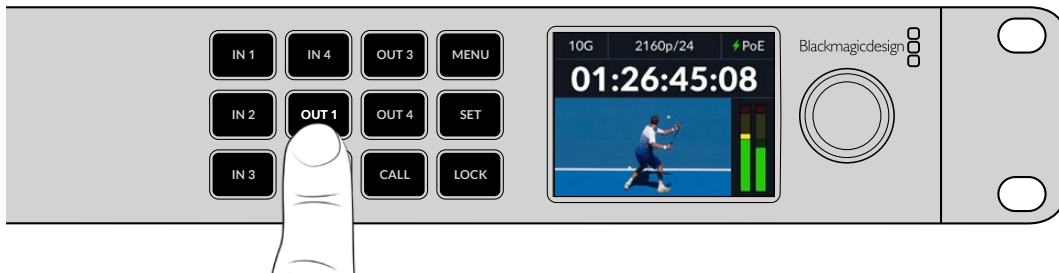 IN 1 IN 4 OUT 3 MENU
10G 2160p/24 PoE
Blackmagicdesign
01:26:45:08
IN 2 OUT 1 OUT 4 SET
IN 3 CALL LOCK